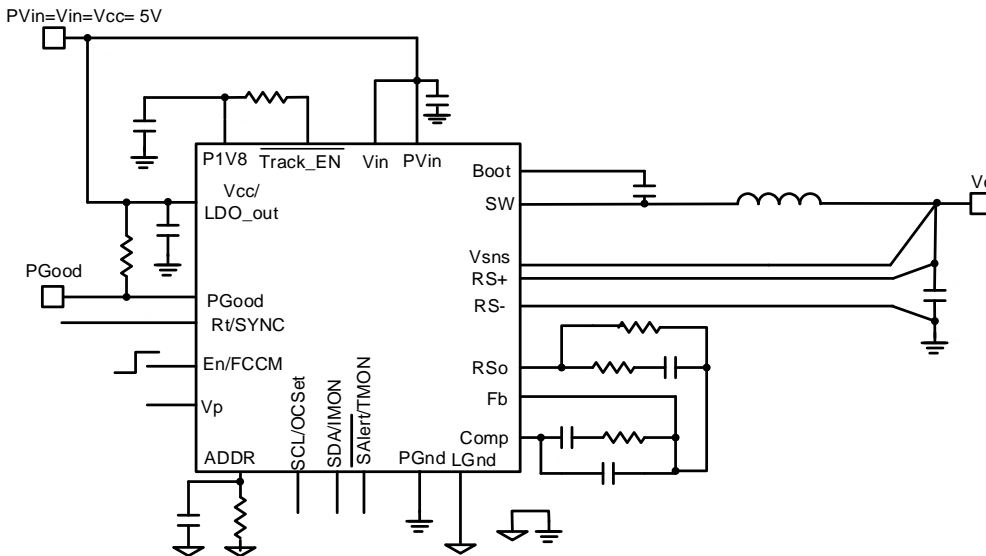 PVin=Vin=Vcc= 5V
P1V8
Track_EN
Vin
PVin
Boot
Vcc/
LDO_out
SW
Vsns
RS+
PGood
PGood
RS-
Rt/SYNC
En/FCCM
RSo
Vp
Fb
Comp
ADDR
SCL/OCSet
SDA/IMON
SAlert/TMON
PGnd
LGnd